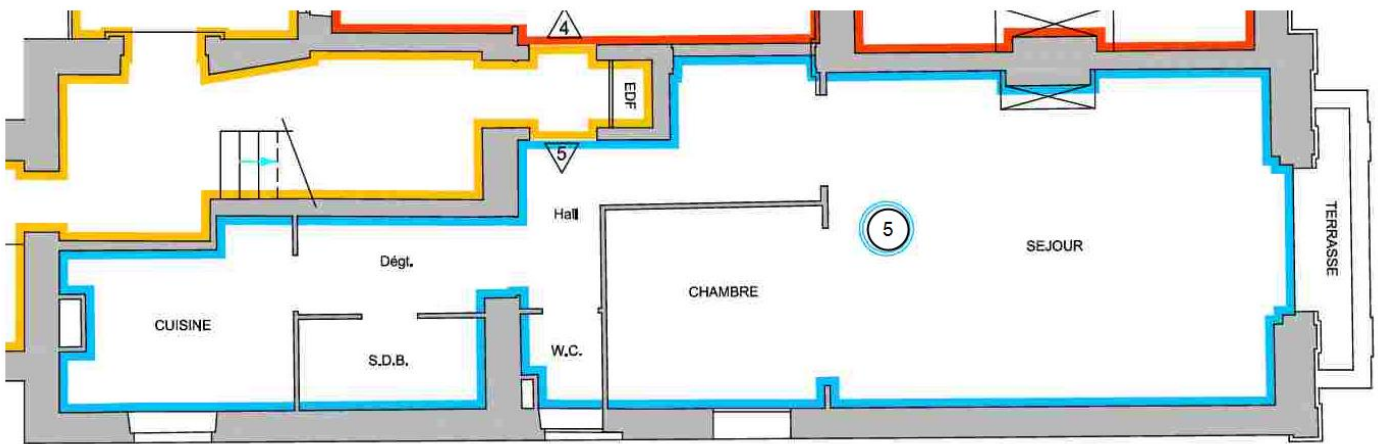 4
EDF
5
Hall
5
TERRASSE
SEJOUR
Dégt.
CHAMBRE
CUISINE
W.C.
S.D.B.